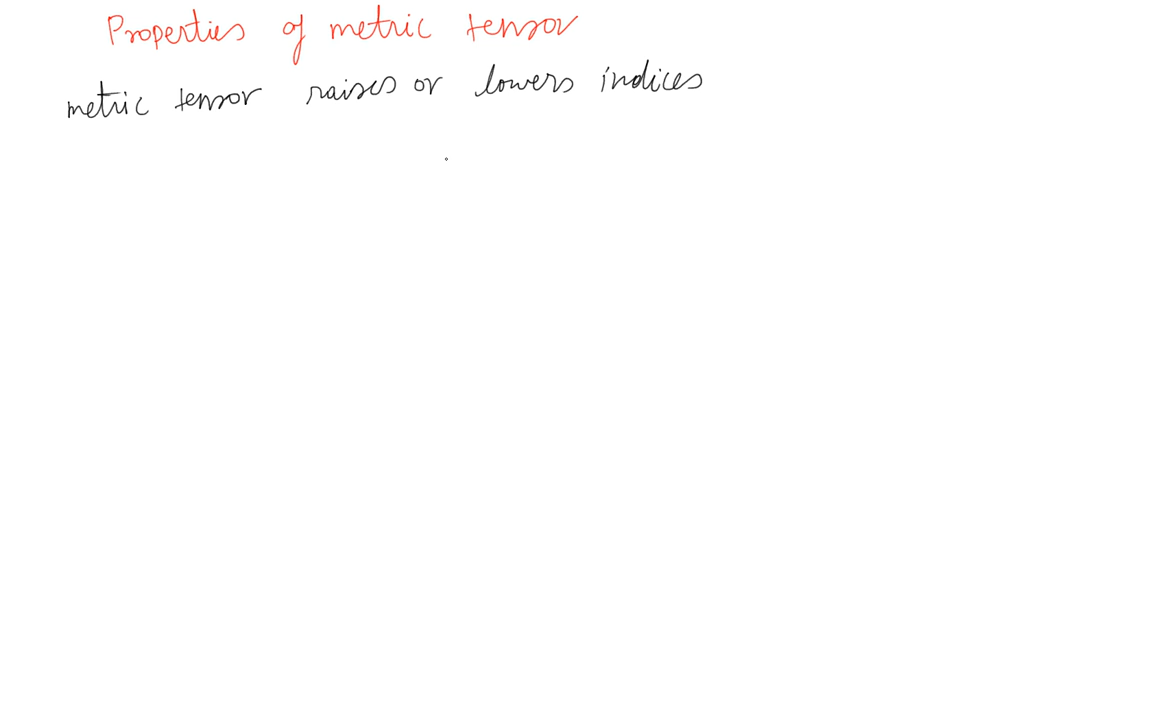 Properties of metric tensor
metric tensor raises or lowers indices